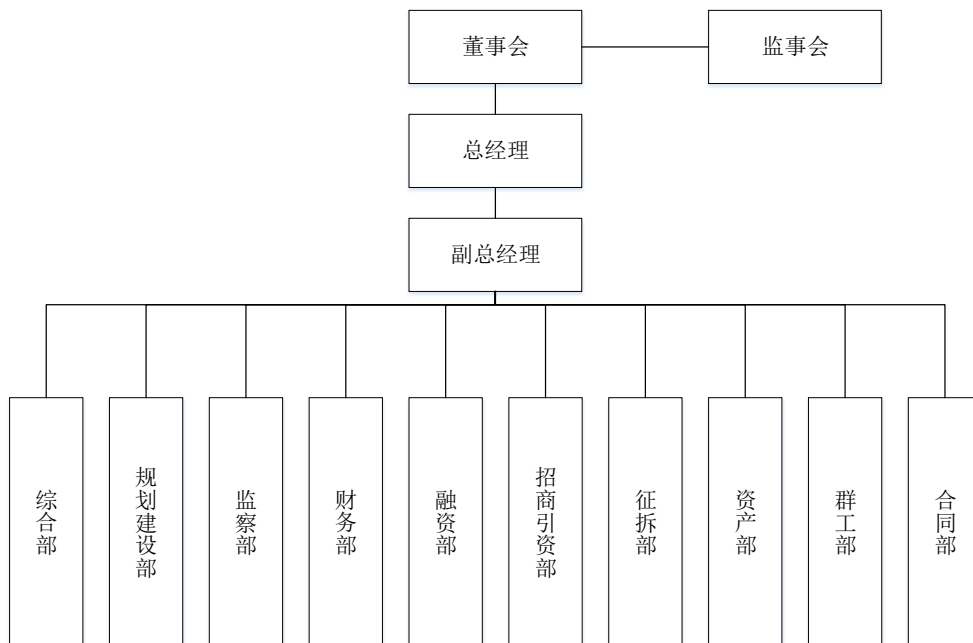 董事会
监事会
总经理
副总经理
综合部
规划建设部
监察部
财务部
融资部
招商引资部
征拆部
资产部
群工部
合同部